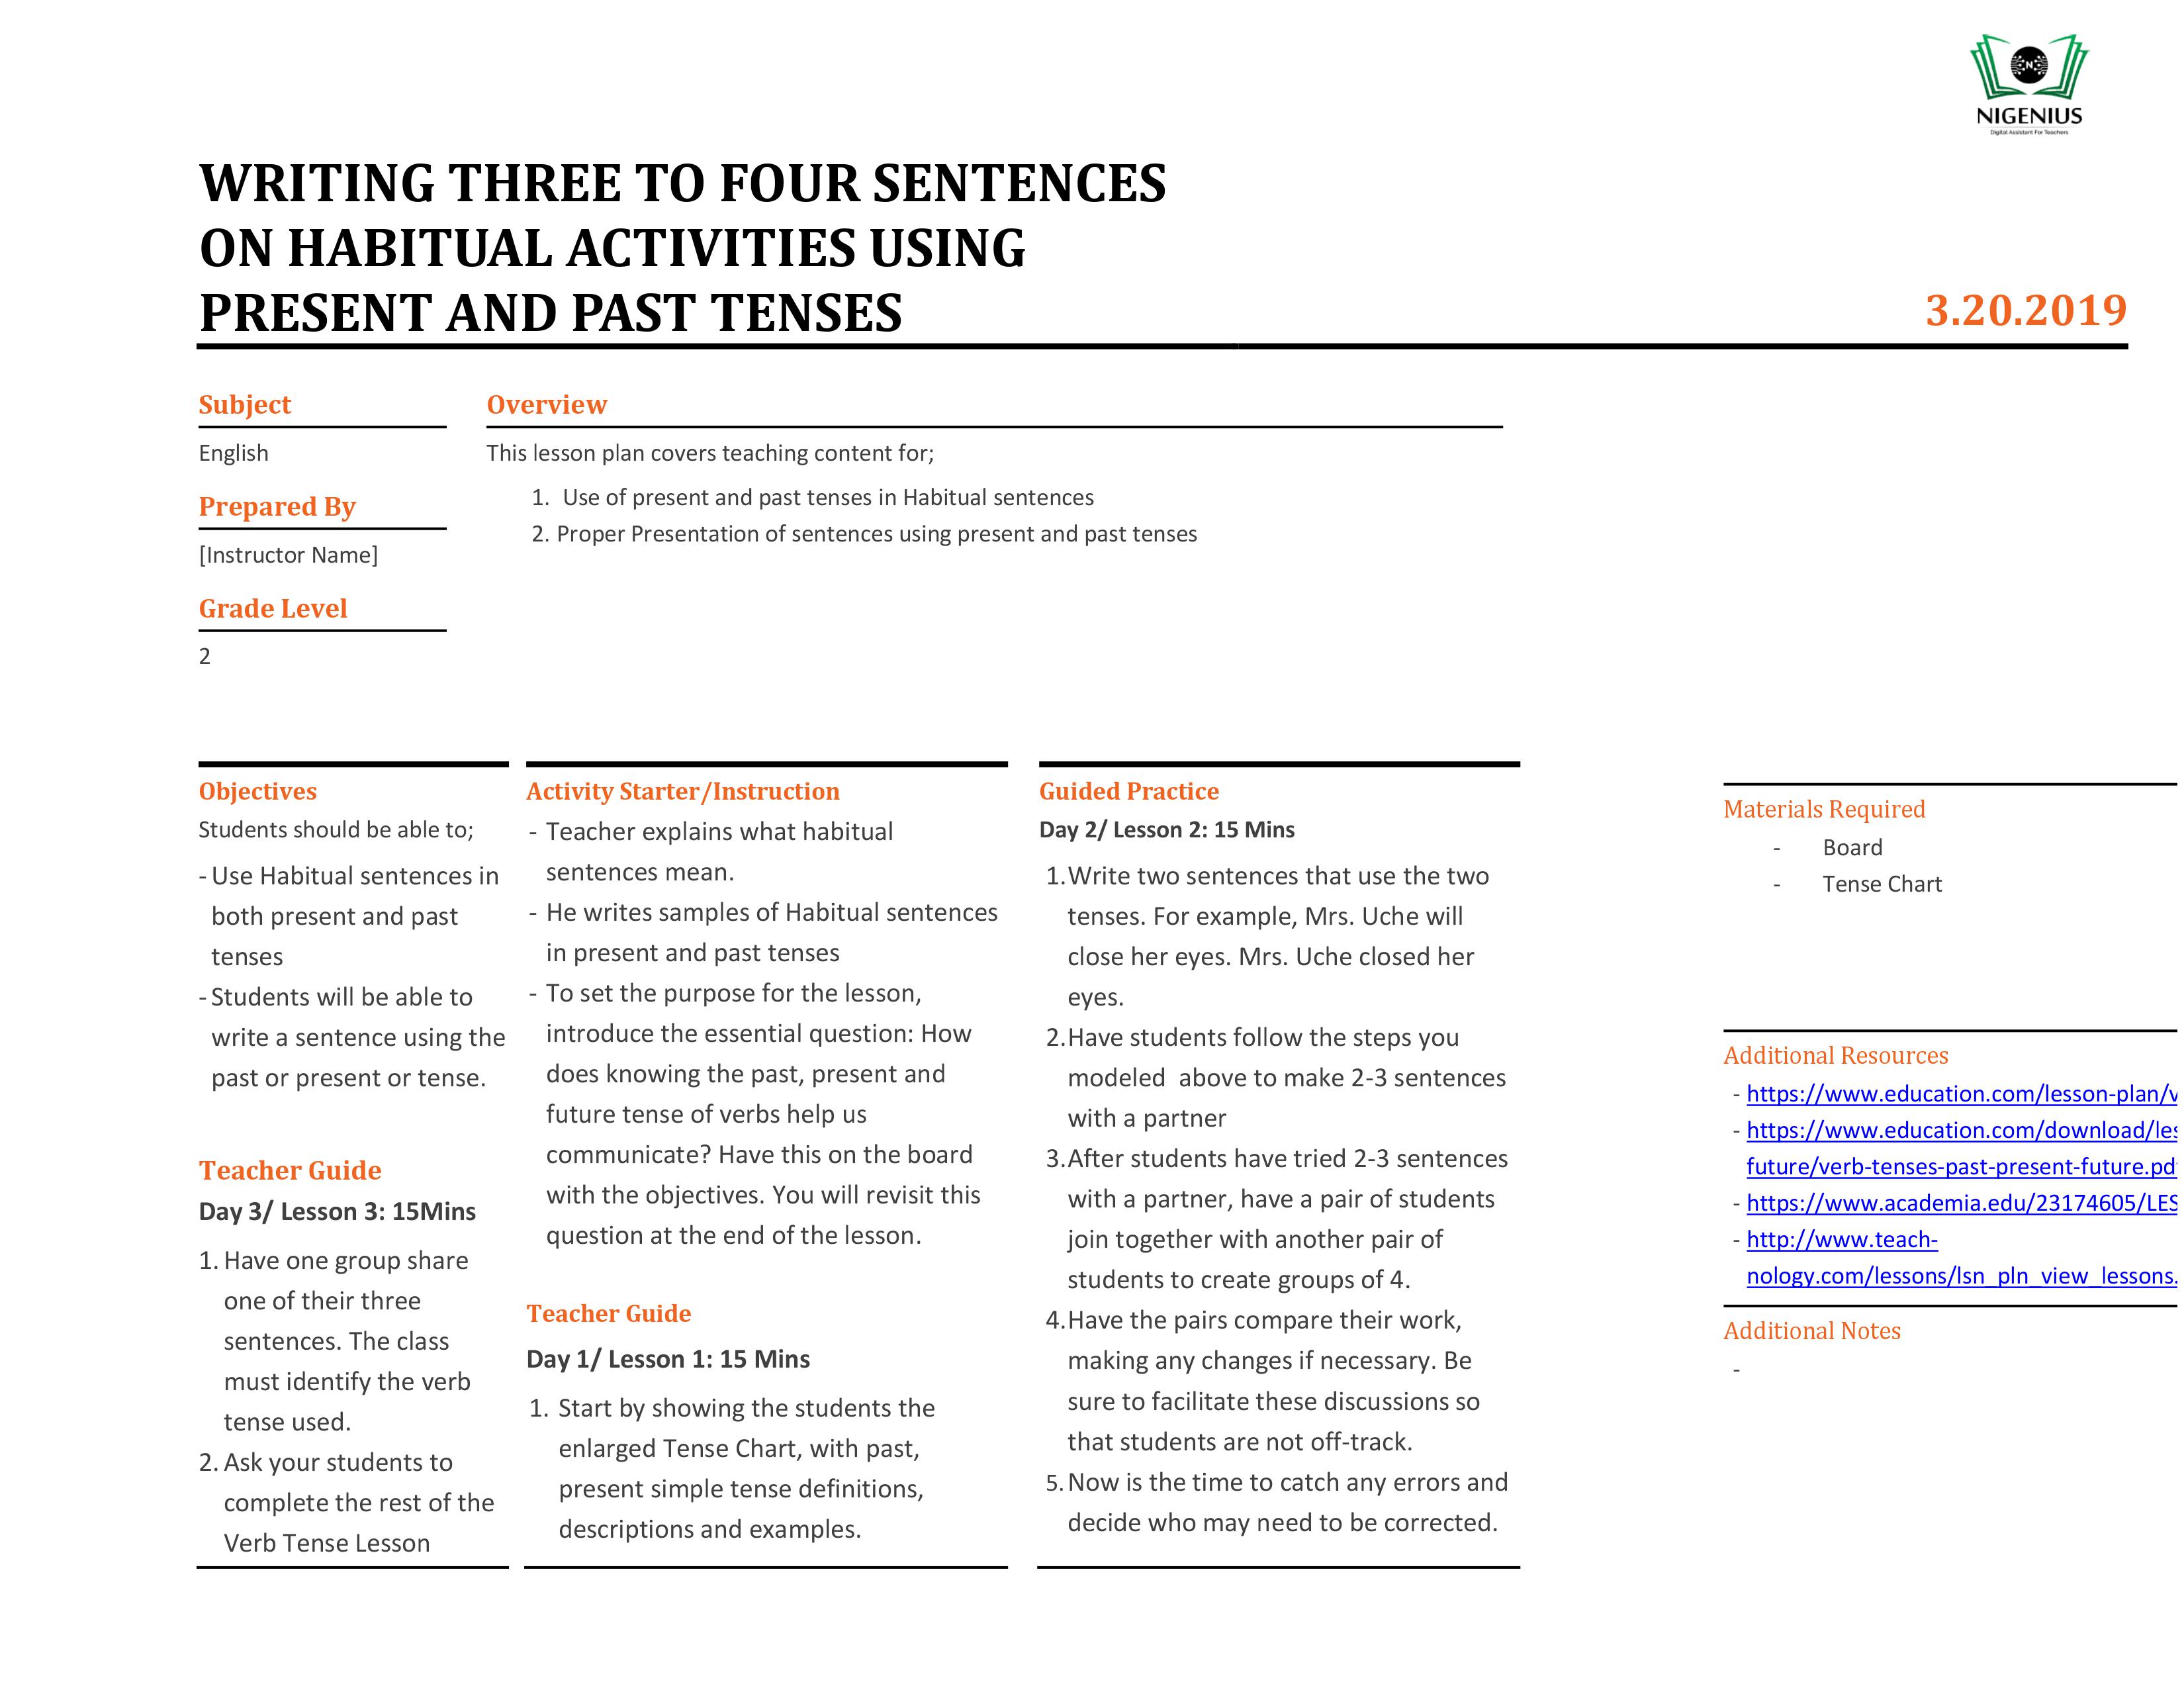 NIGENIUS
Digital Assistant For Teachers
WRITING THREE TO FOUR SENTENCES
ON HABITUAL ACTIVITIES USING
PRESENT AND PAST TENSES
3.20.2019
Subject
English
Prepared By
[Instructor Name]
Grade Level
2
Overview
This lesson plan covers teaching content for;
1. Use of present and past tenses in Habitual sentences
2. Proper Presentation of sentences using present and past tenses
Objectives
Students should be able to;
- Use Habitual sentences in
both present and past
tenses
- Students will be able to
write a sentence using the
past or present or tense.
Teacher Guide
Day 3/ Lesson 3: 15Mins
1. Have one group share
one of their three
sentences. The class
must identify the verb
tense used.
2. Ask your students to
complete the rest of the
Verb Tense Lesson
Activity Starter/Instruction
- Teacher explains what habitual
sentences mean.
- He writes samples of Habitual sentences
in present and past tenses
- To set the purpose for the lesson,
introduce the essential question: How
does knowing the past, present and
future tense of verbs help us
communicate? Have this on the board
with the objectives. You will revisit this
question at the end of the lesson.
Teacher Guide
Day 1/ Lesson 1: 15 Mins
1. Start by showing the students the
enlarged Tense Chart, with past,
present simple tense definitions,
descriptions and examples.
Guided Practice
Day 2/ Lesson 2: 15 Mins
1.Write two sentences that use the two
tenses. For example, Mrs. Uche will
close her eyes. Mrs. Uche closed her
eyes.
2.Have students follow the steps you
modeled above to make 2-3 sentences
with a partner
3.After students have tried 2-3 sentences
with a partner, have a pair of students
join together with another pair of
students to create groups of 4.
4.Have the pairs compare their work,
making any changes if necessary. Be
sure to facilitate these discussions so
that students are not off-track.
5.Now is the time to catch any errors and
decide who may need to be corrected.
Materials Required
- Board
- Tense Chart
Additional Resources
- https://www.education.com/lesson-plan/v
- https://www.education.com/download/les
future/verb-tenses-past-present-future.pd
- https://www.academia.edu/23174605/LES
- http://www.teach-
nology.com/lessons/lsn_pln_view_lessons.
Additional Notes
-